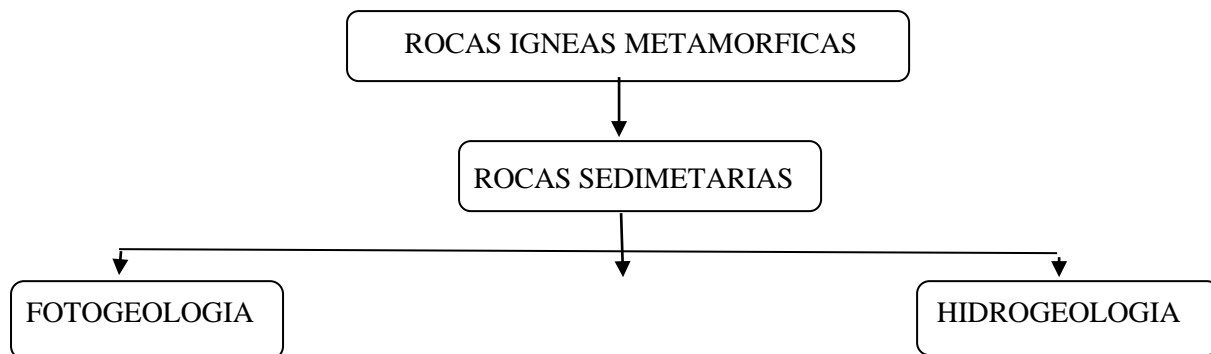 ROCAS IGNEAS METAMORFICAS
ROCAS SEDIMETARIAS
FOTOGEOLOGIA
HIDROGEOLOGIA